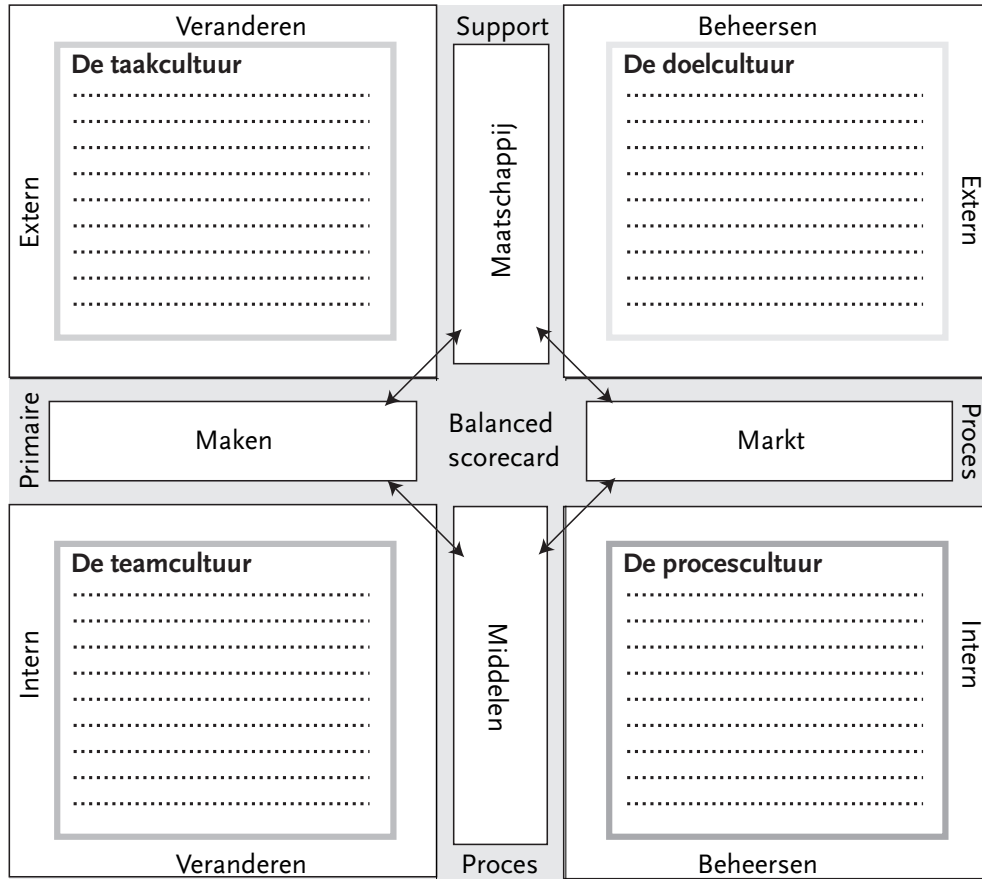 Veranderen
Support
Beheersen
De taakcultuur
De doelcultuur
Extern
Maatschappij
Extern
Primaire
Maken
Balanced
scorecard
Markt
Proces
De teamcultuur
De procescultuur
Intern
Middelen
Intern
Veranderen
Proces
Beheersen